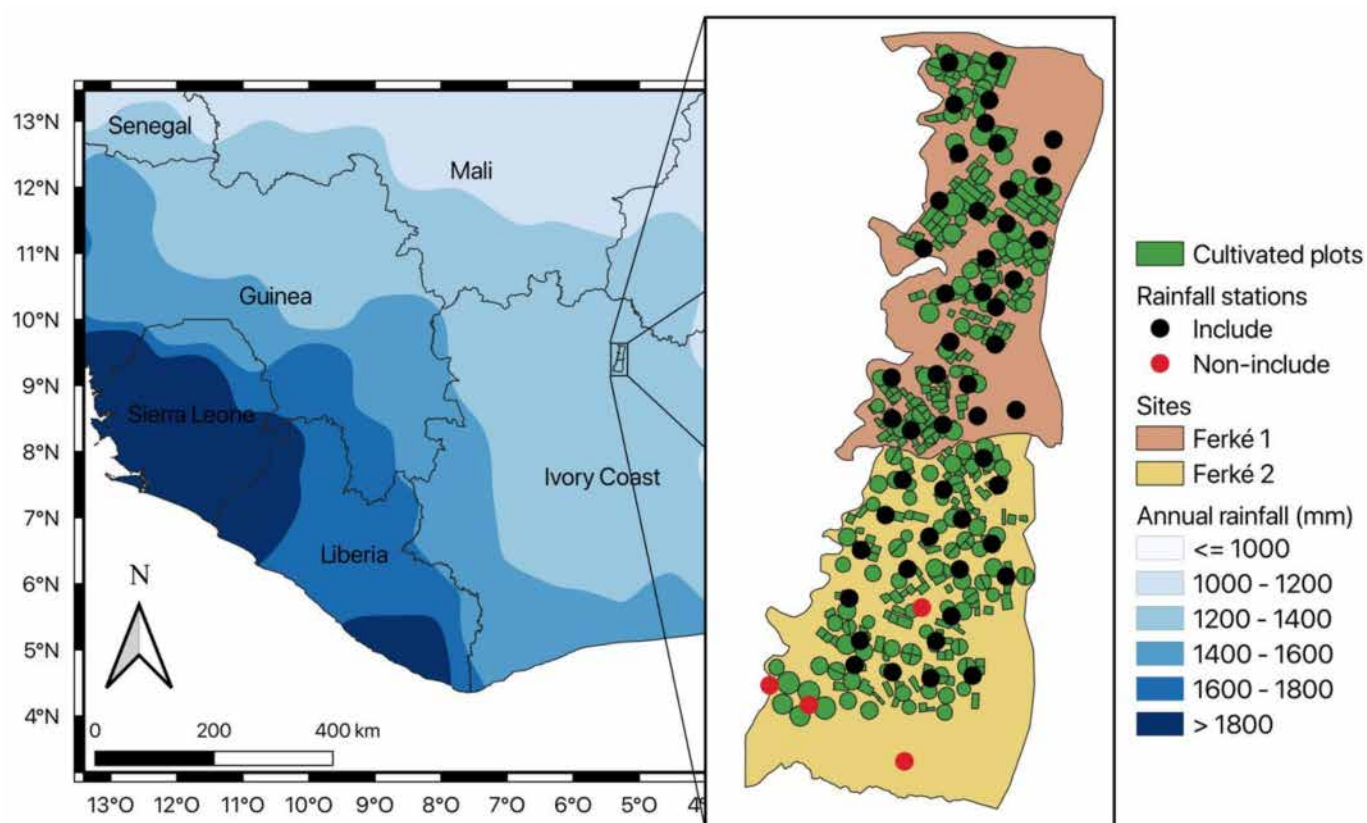 13°N
12°N
11°N
10°N
9°N
8°N
7°N
6°N
5°N
4°N
Senegal
Mali
Guinea
Sierra Leone
Ivory Coast
Liberia
N
0 200 400 km
13°O 12°O 11°O 10°O 9°O 8°O 7°O 6°O 5°O 4°
Cultivated plots
Rainfall stations
Include
Non-include
Sites
Ferké 1
Ferké 2
Annual rainfall (mm)
<= 1000
1000 - 1200
1200 - 1400
1400 - 1600
1600 - 1800
> 1800